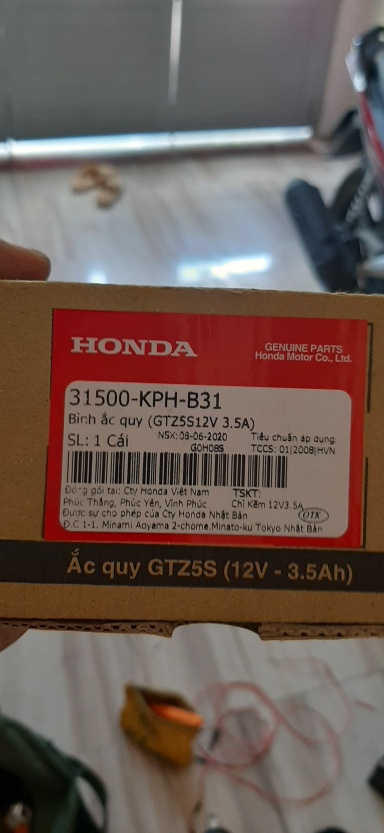 HONDA
GENUINE PARTS
Honda Motor Co., Ltd.
31500-KPH-B31
Bình ắc quy (GTZ5S12V 3.5A)
SL: 1 Cái
NSX: 09-06-2020
G0H08S
Tiêu chuẩn áp dụng:
TCCS: 01|2008|HVN
Đóng gói tại: Cty Honda Việt Nam
Phúc Thắng, Phúc Yên, Vĩnh Phúc
Được sự cho phép của Cty Honda Nhật Bản
Đ.C 1-1. Minami Aoyama 2-chome.Minato-ku Tokyo Nhật Bản
TSKT:
Chì Kẽm 12V3.5A
Ắc quy GTZ5S (12V - 3.5Ah)